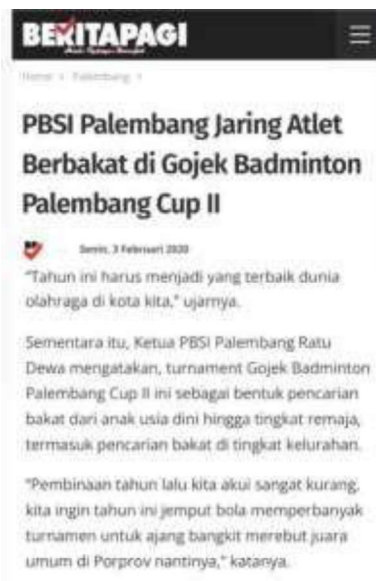 BERITAPAGI
Home > Palembang >
PBSI Palembang Jaring Atlet
Berbakat di Gojek Badminton
Palembang Cup II
Senin, 3 Februari 2020
"Tahun ini harus menjadi yang terbaik dunia
olahraga di kota kita," ujarnya.
Sementara itu, Ketua PBSI Palembang Ratu
Dewa mengatakan, turnament Gojek Badminton
Palembang Cup II ini sebagai bentuk pencarian
bakat dari anak usia dini hingga tingkat remaja,
termasuk pencarian bakat di tingkat kelurahan.
"Pembinaan tahun lalu kita akui sangat kurang,
kita ingin tahun ini jemput bola memperbanyak
turnamen untuk ajang bangkit merebut juara
umum di Porprov nantinya," katanya.